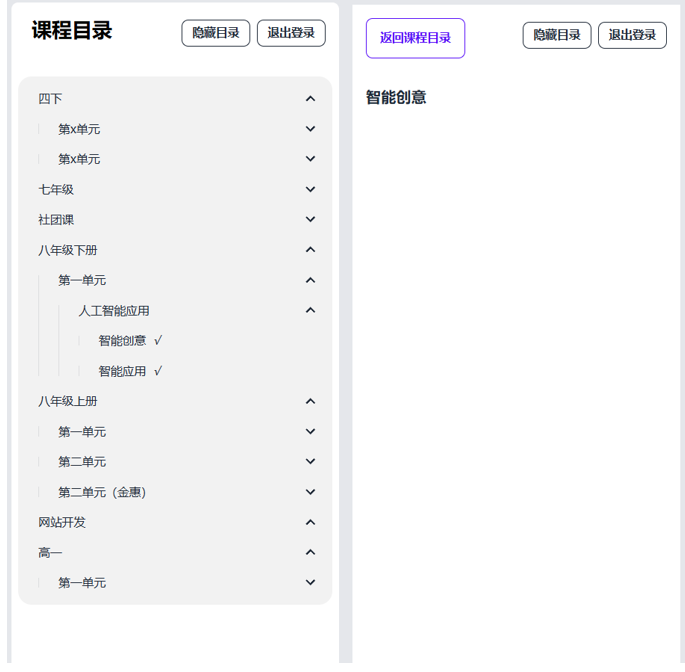 课程目录
隐藏目录
退出登录
四下
第x单元
第x单元
七年级
社团课
八年级下册
第一单元
人工智能应用
智能创意 √
智能应用 √
八年级上册
第一单元
第二单元
第二单元（金惠）
网站开发
高一
第一单元
返回课程目录
隐藏目录
退出登录
智能创意